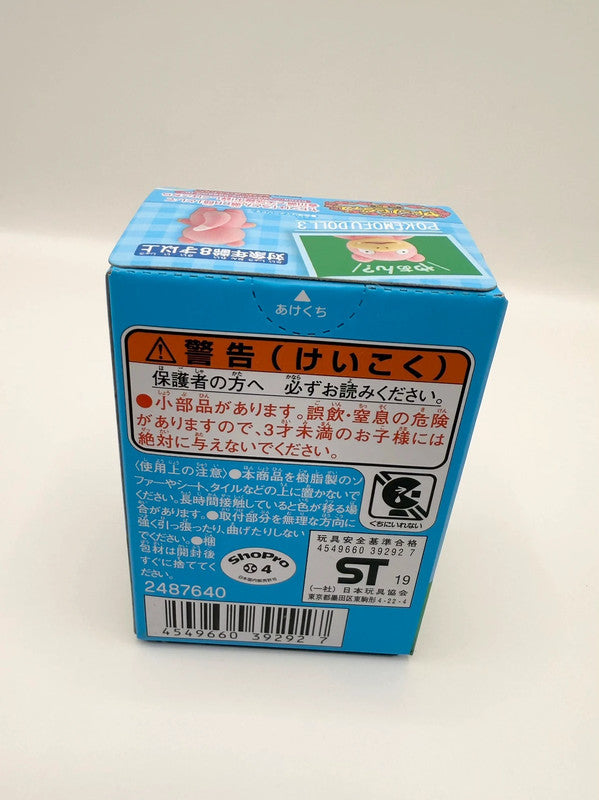 POKEMOFU DOLL 3
やぁん?
対象年齢8才以上
あけくち
警告(けいこく)
保護者の方へ 必ずお読みください。
●小部品があります。誤飲・窒息の危険
がありますので、3才未満のお子様には
絶対に与えないでください。
〈使用上の注意〉●本商品を樹脂製のソ
ファーやシート、タイルなどの上に置かないで
ください。長時間接触していると色が移る場
合があります。●取付部分を無理な方向に
強く引っ張ったり、曲げたりしない
でください。●梱
包材は開封後
すぐに捨ててく
ださい。
2487640
くちにいれない
ShoPro
4
日本国内販売許可
玩具安全基準合格
4549660 39292 7
ST 19
(一社)日本玩具協会
東京都墨田区東駒形4-22-4
4549660 39292 7